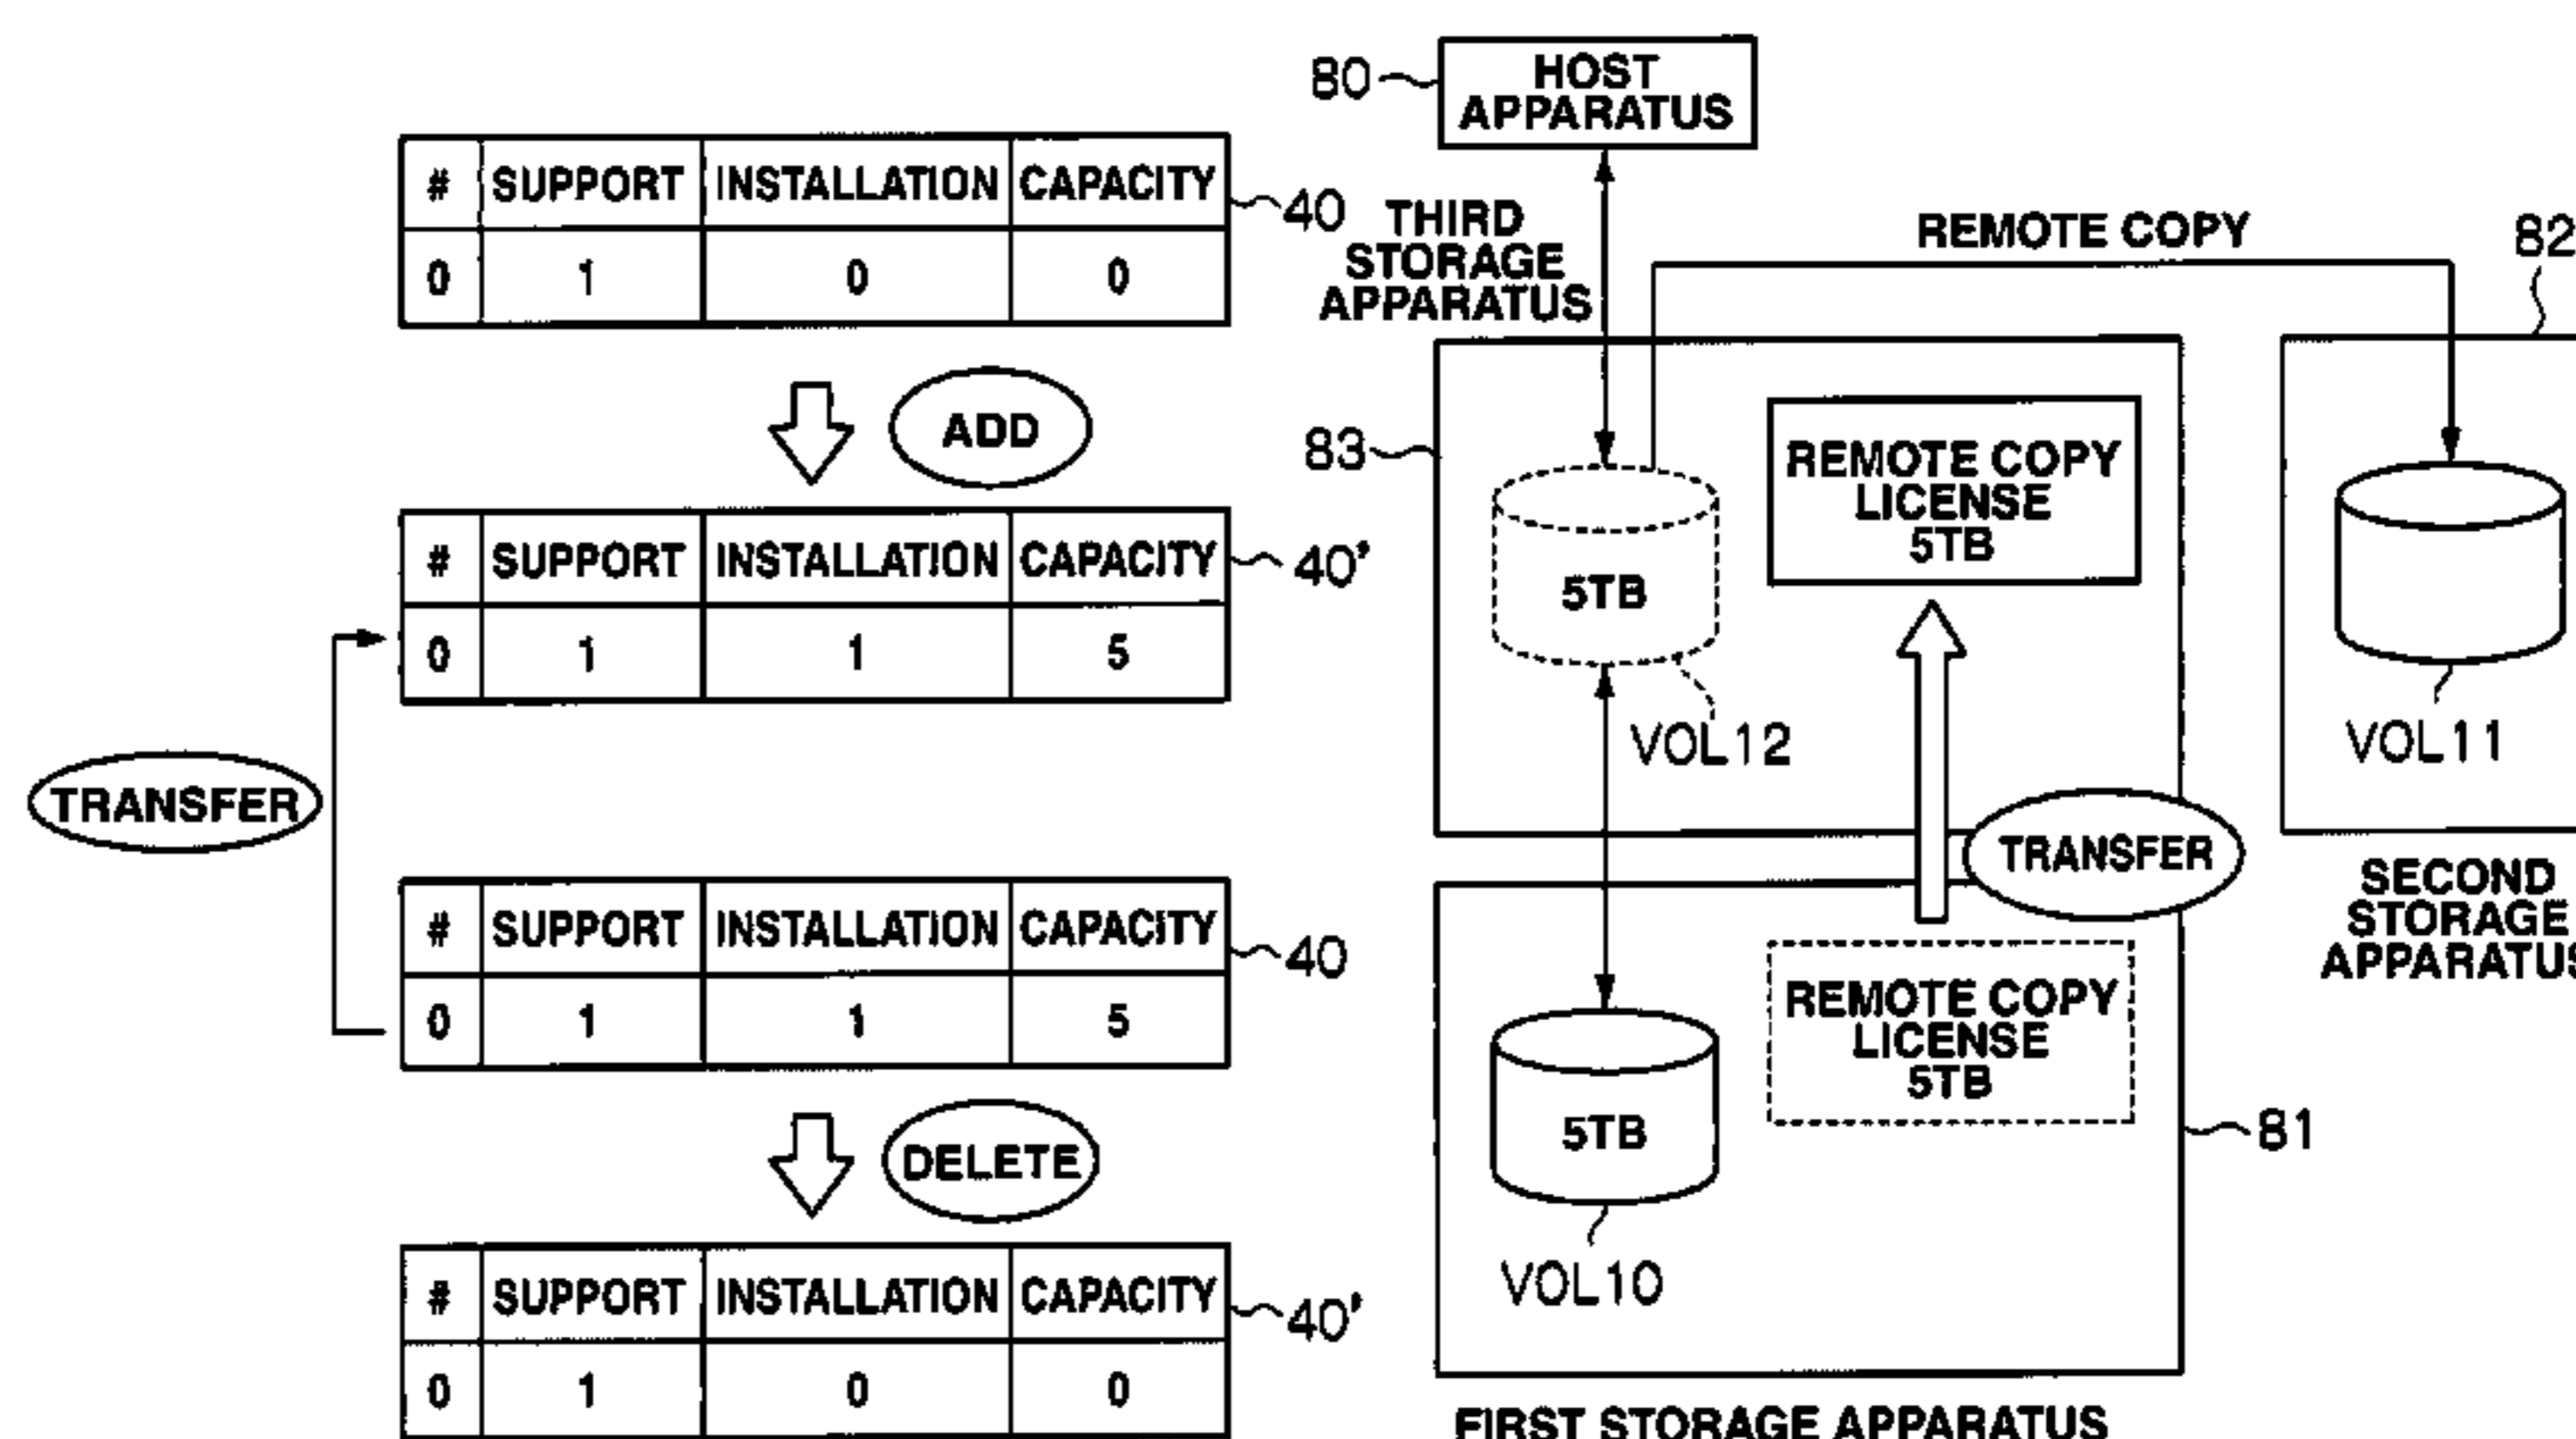 # SUPPORT INSTALLATION CAPACITY
0 1 0 0
40
ADD
# SUPPORT INSTALLATION CAPACITY
0 1 1 5
40'
TRANSFER
# SUPPORT INSTALLATION CAPACITY
0 1 1 5
40
DELETE
# SUPPORT INSTALLATION CAPACITY
0 1 0 0
40'
80
HOST
APPARATUS
THIRD
STORAGE
APPARATUS
REMOTE COPY
82
83
5TB
REMOTE COPY
LICENSE
5TB
VOL12
VOL11
TRANSFER
SECOND
STORAGE
APPARATUS
REMOTE COPY
LICENSE
5TB
5TB
81
VOL10
FIRST STORAGE APPARATUS